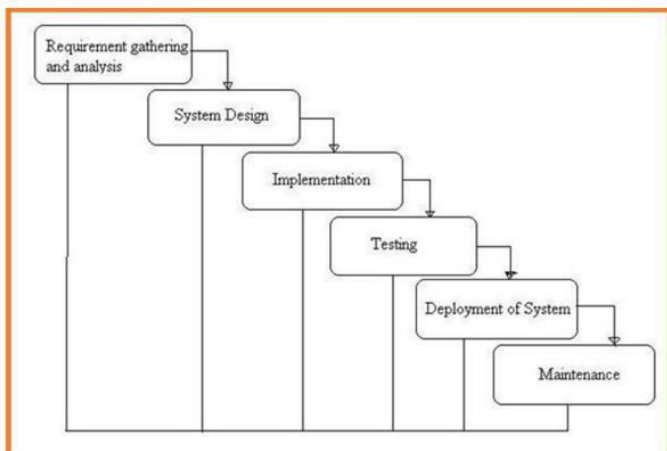 Requirement gathering
and analysis
System Design
Implementation
Testing
Deployment of System
Maintenance